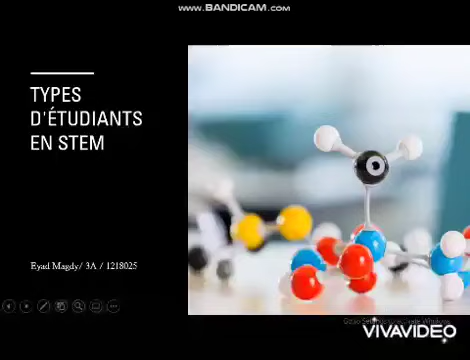 www.BANDICAM.com
TYPES
D'ÉTUDIANTS
EN STEM
Eyad Magdy/ 3A / 1218025
VIVAVIDEO